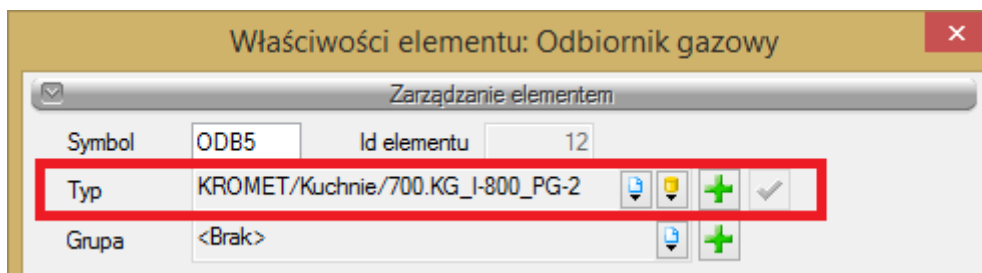 Właściwości elementu: Odbiornik gazowy
Zarządzanie elementem
Symbol ODB5 Id elementu 12
Typ KROMET/Kuchnie/700.KG_I-800_PG-2
Grupa <Brak>